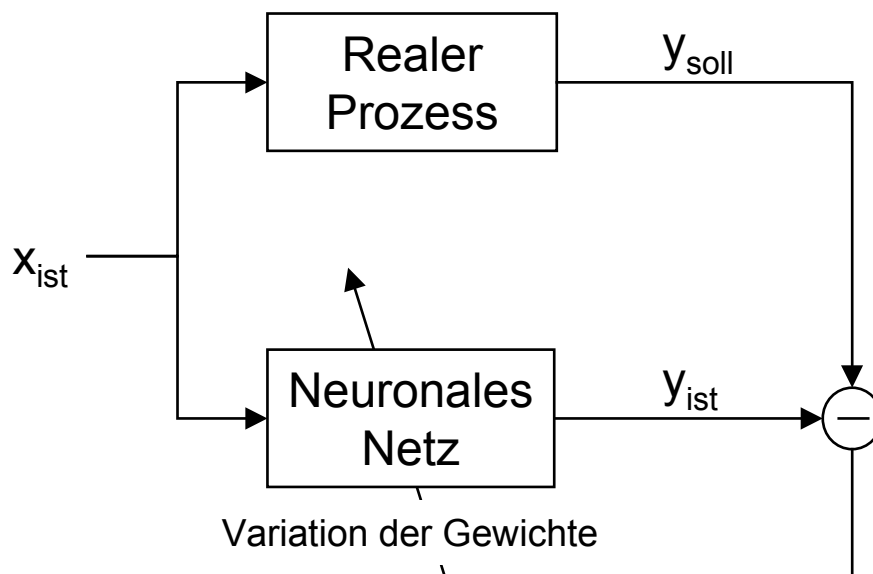 Realer
Prozess
y_soll
x_ist
Neuronales
Netz
y_ist
−
Variation der Gewichte